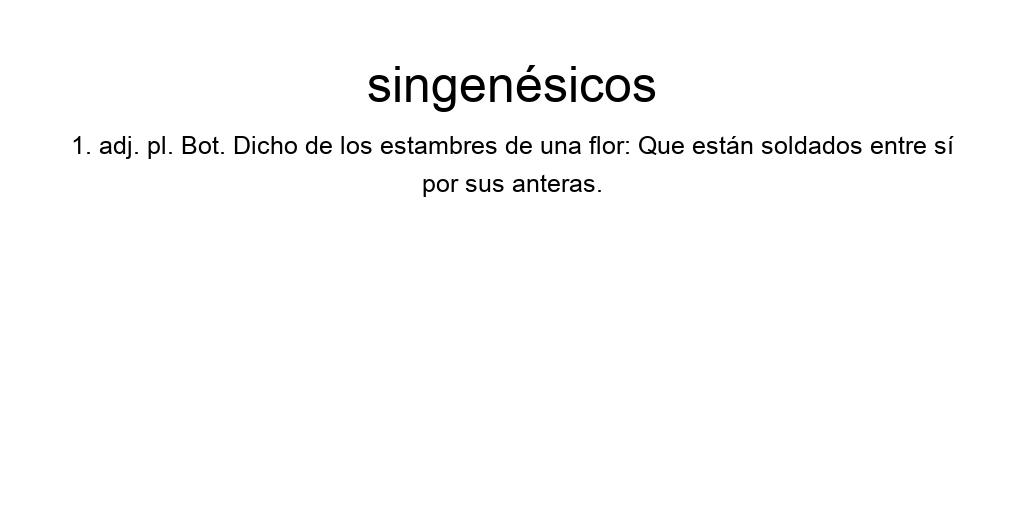 singenésicos
1. adj. pl. Bot. Dicho de los estambres de una flor: Que están soldados entre sí
por sus anteras.